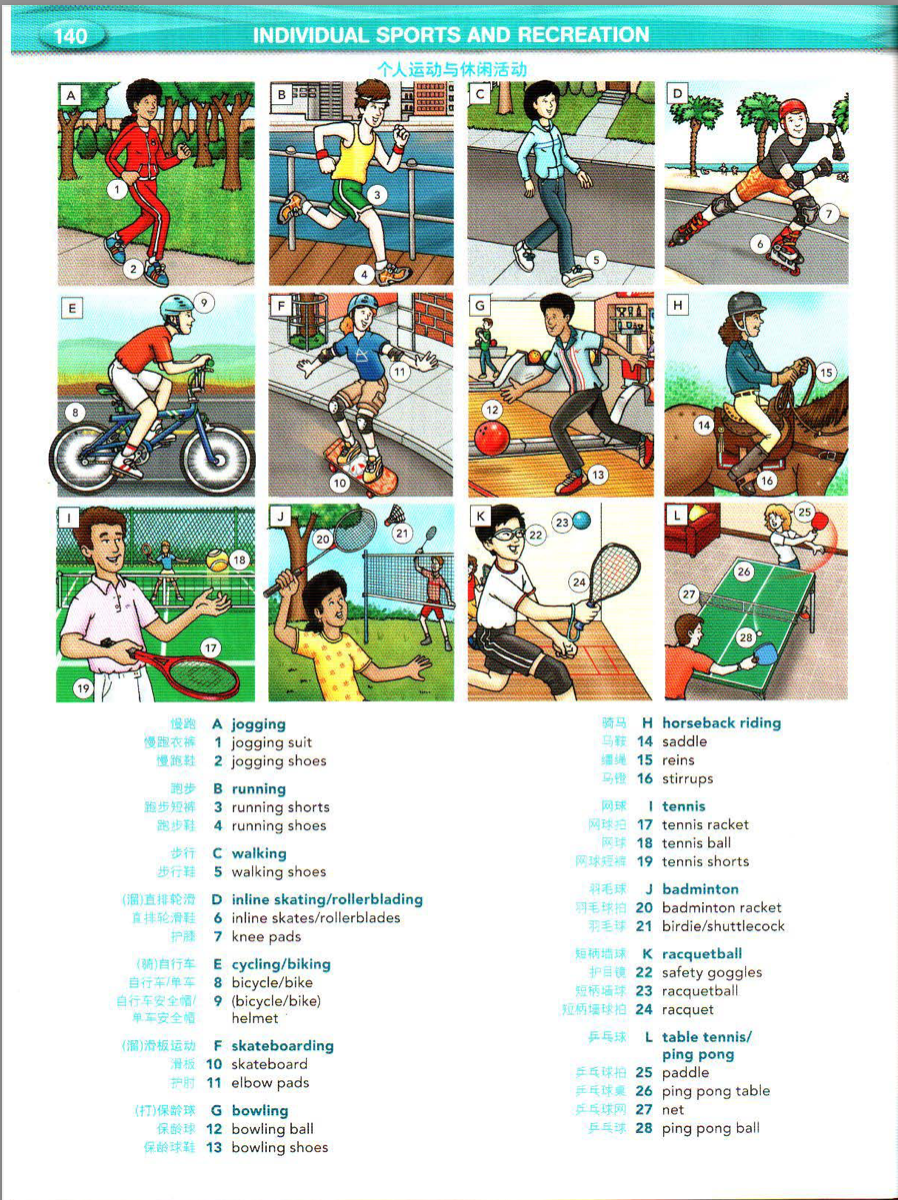 140
INDIVIDUAL SPORTS AND RECREATION
个人运动与休闲活动
A
1
2
B
3
4
C
5
D
6
7
E
8
9
F
10
11
G
12
13
H
14
15
16
I
17
18
19
J
20
21
K
22
23
24
L
25
26
27
28
慢跑 A jogging
慢跑衣裤 1 jogging suit
慢跑鞋 2 jogging shoes
跑步 B running
跑步短裤 3 running shorts
跑步鞋 4 running shoes
步行 C walking
步行鞋 5 walking shoes
(溜)直排轮滑 D inline skating/rollerblading
直排轮滑鞋 6 inline skates/rollerblades
护膝 7 knee pads
(骑)自行车 E cycling/biking
自行车/单车 8 bicycle/bike
自行车安全帽/ 9 (bicycle/bike)
单车安全帽 helmet
(溜)滑板运动 F skateboarding
滑板 10 skateboard
护肘 11 elbow pads
(打)保龄球 G bowling
保龄球 12 bowling ball
保龄球鞋 13 bowling shoes
骑马 H horseback riding
马鞍 14 saddle
缰绳 15 reins
马镫 16 stirrups
网球 I tennis
网球拍 17 tennis racket
网球 18 tennis ball
网球短裤 19 tennis shorts
羽毛球 J badminton
羽毛球拍 20 badminton racket
羽毛球 21 birdie/shuttlecock
短柄墙球 K racquetball
护目镜 22 safety goggles
短柄墙球 23 racquetball
短柄墙球拍 24 racquet
乒乓球 L table tennis/
ping pong
乒乓球拍 25 paddle
乒乓球桌 26 ping pong table
乒乓球网 27 net
乒乓球 28 ping pong ball